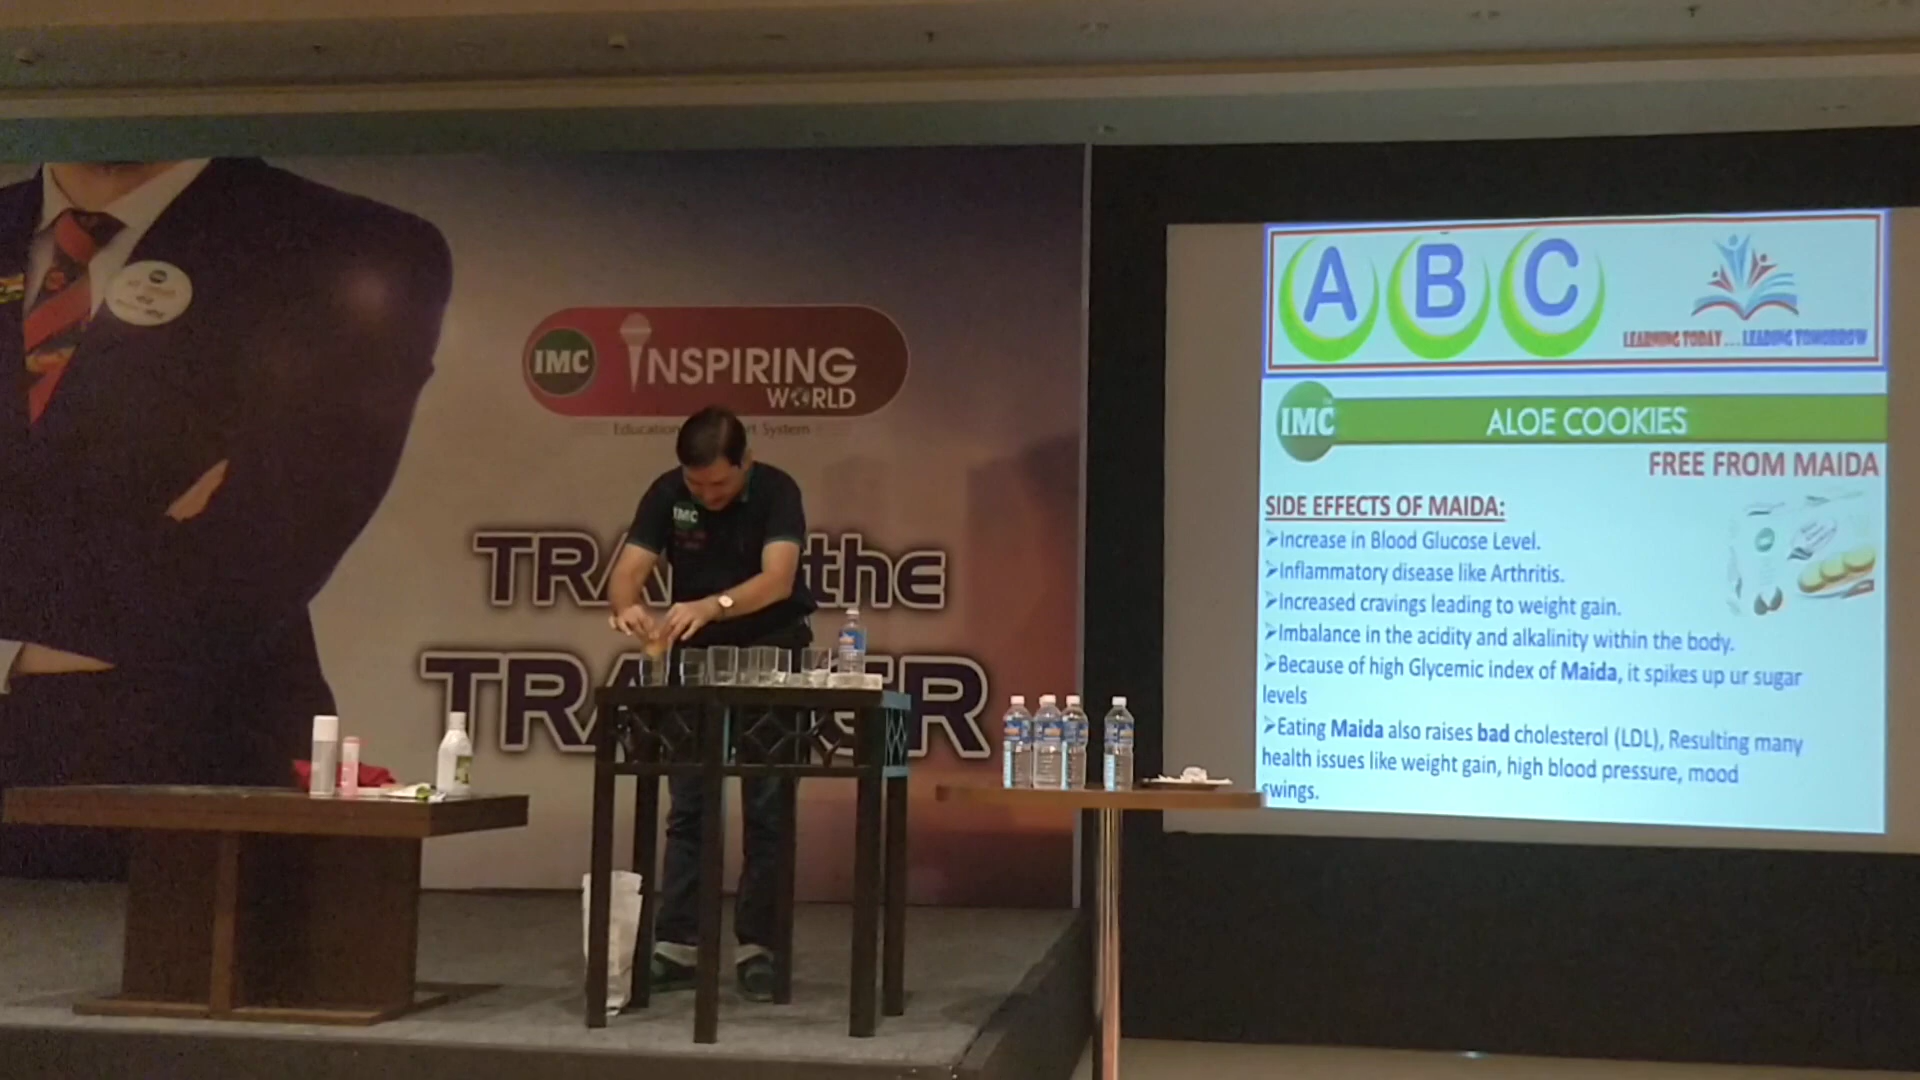 IMC
INSPIRING
WORLD
Education
rt System
TRA the
TRA ER
IMC
A B C
LEARNING TODAY ... LEADING TOMORROW
IMC
ALOE COOKIES
FREE FROM MAIDA
SIDE EFFECTS OF MAIDA:
➢Increase in Blood Glucose Level.
➢Inflammatory disease like Arthritis.
➢Increased cravings leading to weight gain.
➢Imbalance in the acidity and alkalinity within the body.
➢Because of high Glycemic index of Maida, it spikes up ur sugar
levels
➢Eating Maida also raises bad cholesterol (LDL), Resulting many
health issues like weight gain, high blood pressure, mood
swings.